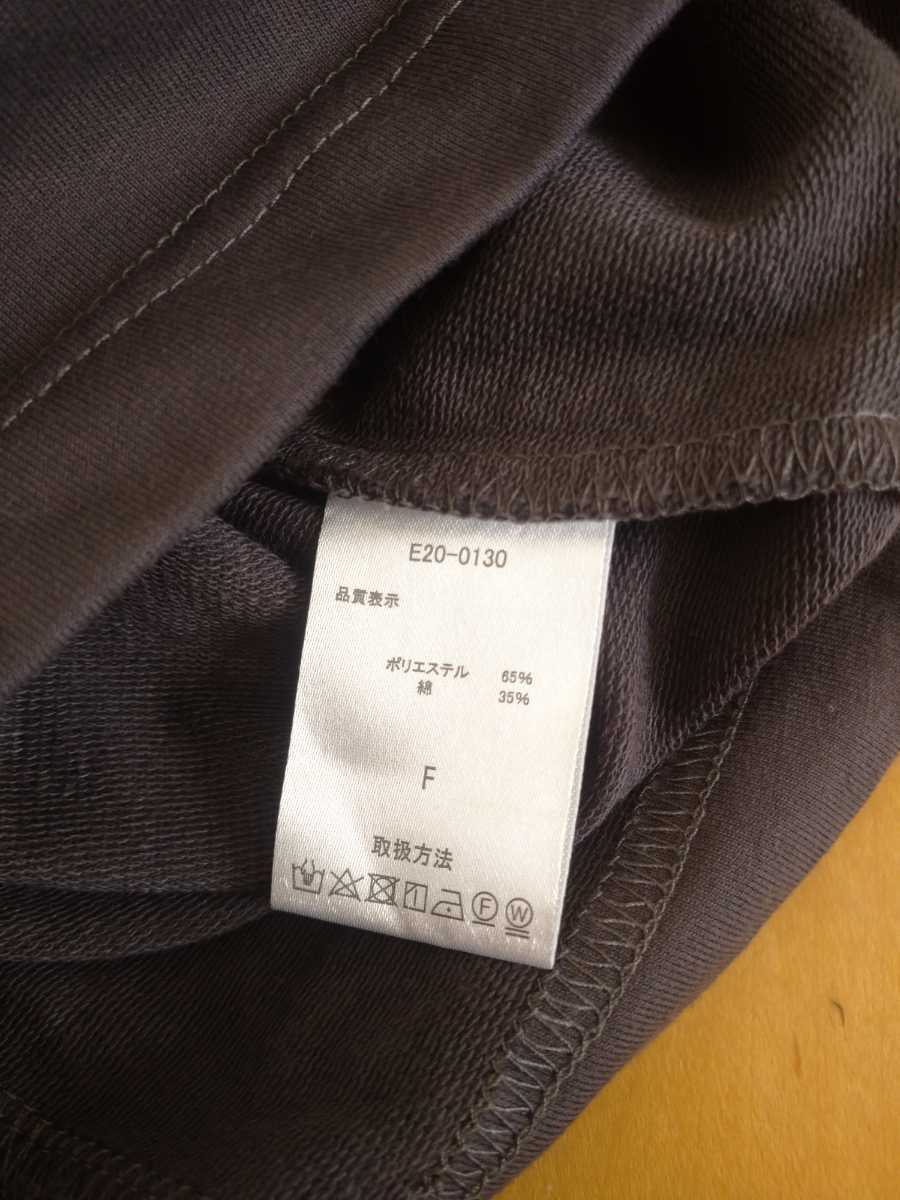 E20-0130
品質表示
ポリエステル 65%
綿 35%
F
取扱方法
F W